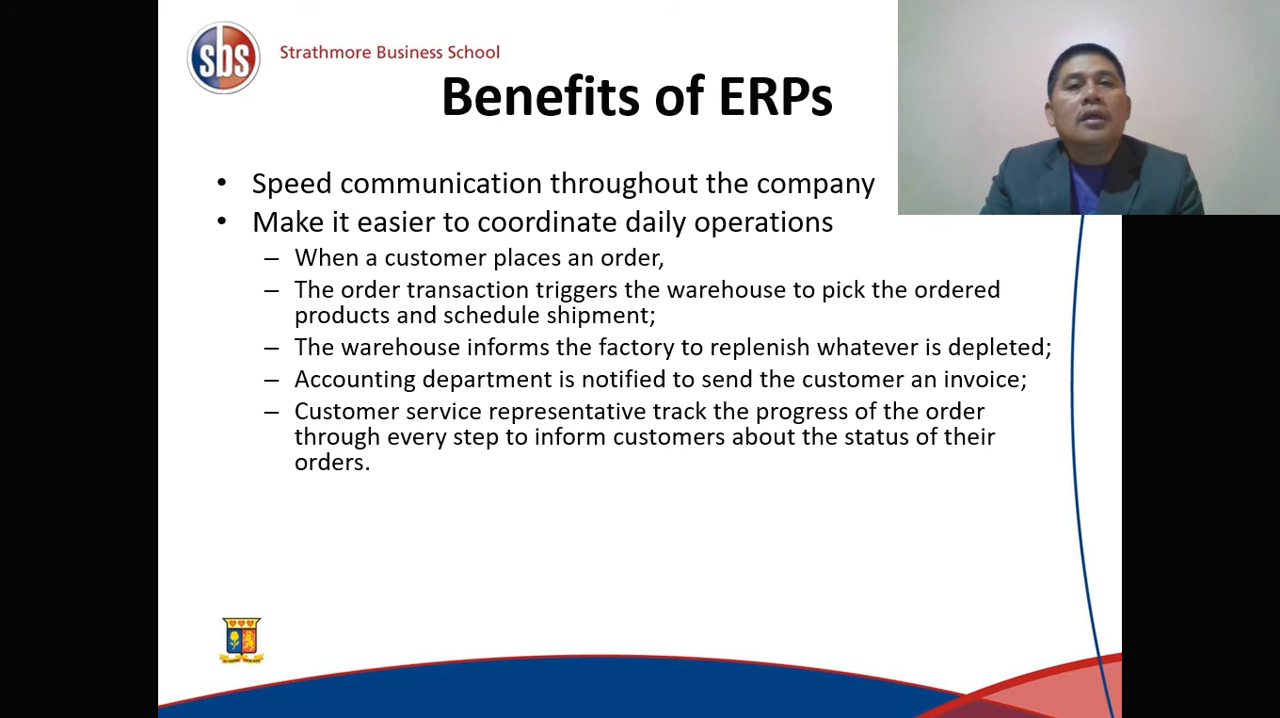 sbs
Strathmore Business School
Benefits of ERPs
• Speed communication throughout the company
• Make it easier to coordinate daily operations
– When a customer places an order,
– The order transaction triggers the warehouse to pick the ordered
products and schedule shipment;
– The warehouse informs the factory to replenish whatever is depleted;
– Accounting department is notified to send the customer an invoice;
– Customer service representative track the progress of the order
through every step to inform customers about the status of their
orders.